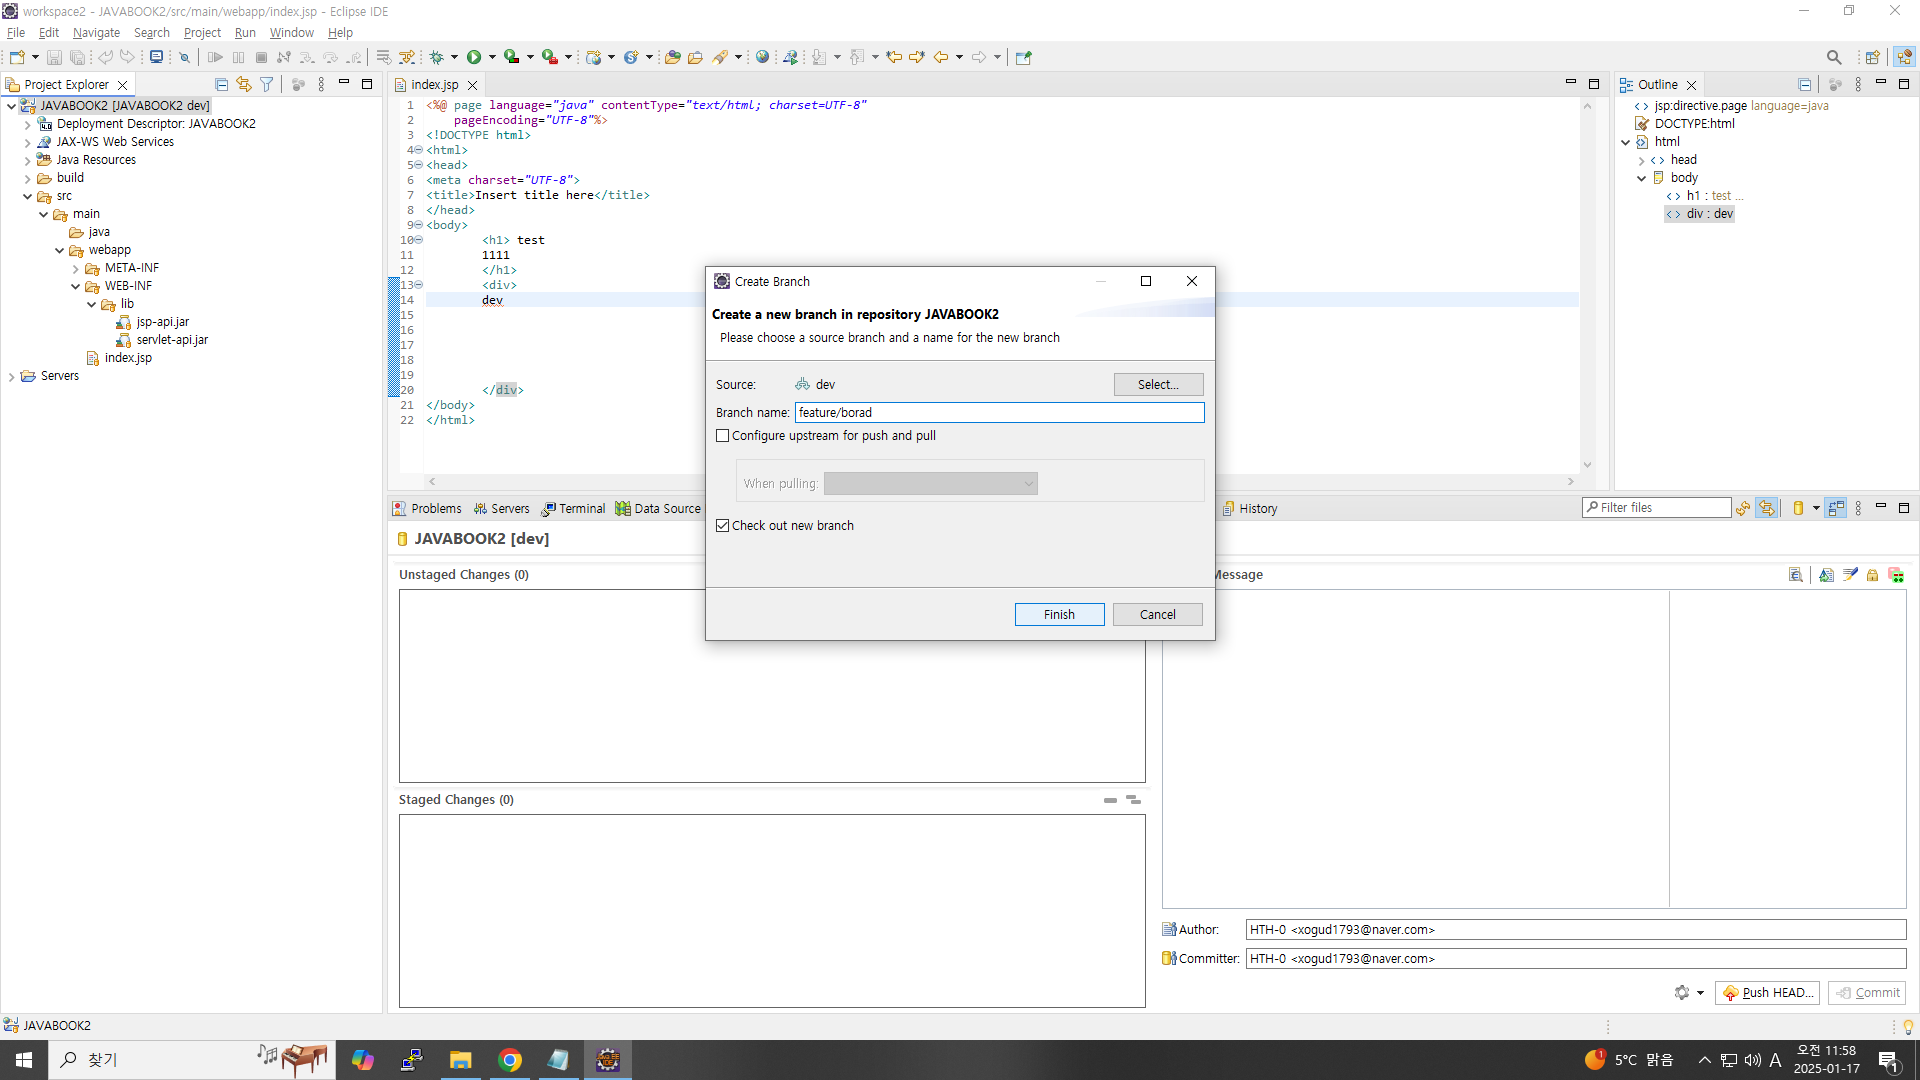 workspace2 - JAVABOOK2/src/main/webapp/index.jsp - Eclipse IDE
File Edit Navigate Search Project Run Window Help
Project Explorer
JAVABOOK2 [JAVABOOK2 dev]
Deployment Descriptor: JAVABOOK2
JAX-WS Web Services
Java Resources
build
src
main
java
webapp
META-INF
WEB-INF
lib
jsp-api.jar
servlet-api.jar
index.jsp
Servers
index.jsp
1 <%@ page language="java" contentType="text/html; charset=UTF-8"
2 pageEncoding="UTF-8"%>
3 <!DOCTYPE html>
4 <html>
5 <head>
6 <meta charset="UTF-8">
7 <title>Insert title here</title>
8 </head>
9 <body>
10 <h1> test
11 1111
12 </h1>
13 <div>
14 dev
15
16
17
18
19
20 </div>
21 </body>
22 </html>
Outline
jsp:directive.page language=java
DOCTYPE:html
html
head
body
h1 : test ...
div : dev
Create Branch
Create a new branch in repository JAVABOOK2
Please choose a source branch and a name for the new branch
Source: dev Select...
Branch name: feature/borad
Configure upstream for push and pull
When pulling:
Check out new branch
Finish Cancel
Problems Servers Terminal Data Source History Filter files
JAVABOOK2 [dev]
Unstaged Changes (0)
Message
Staged Changes (0)
Author: HTH-0 <xogud1793@naver.com>
Committer: HTH-0 <xogud1793@naver.com>
Push HEAD... Commit
JAVABOOK2
찾기
1 5°C 맑음 A 오전 11:58
2025-01-17 1